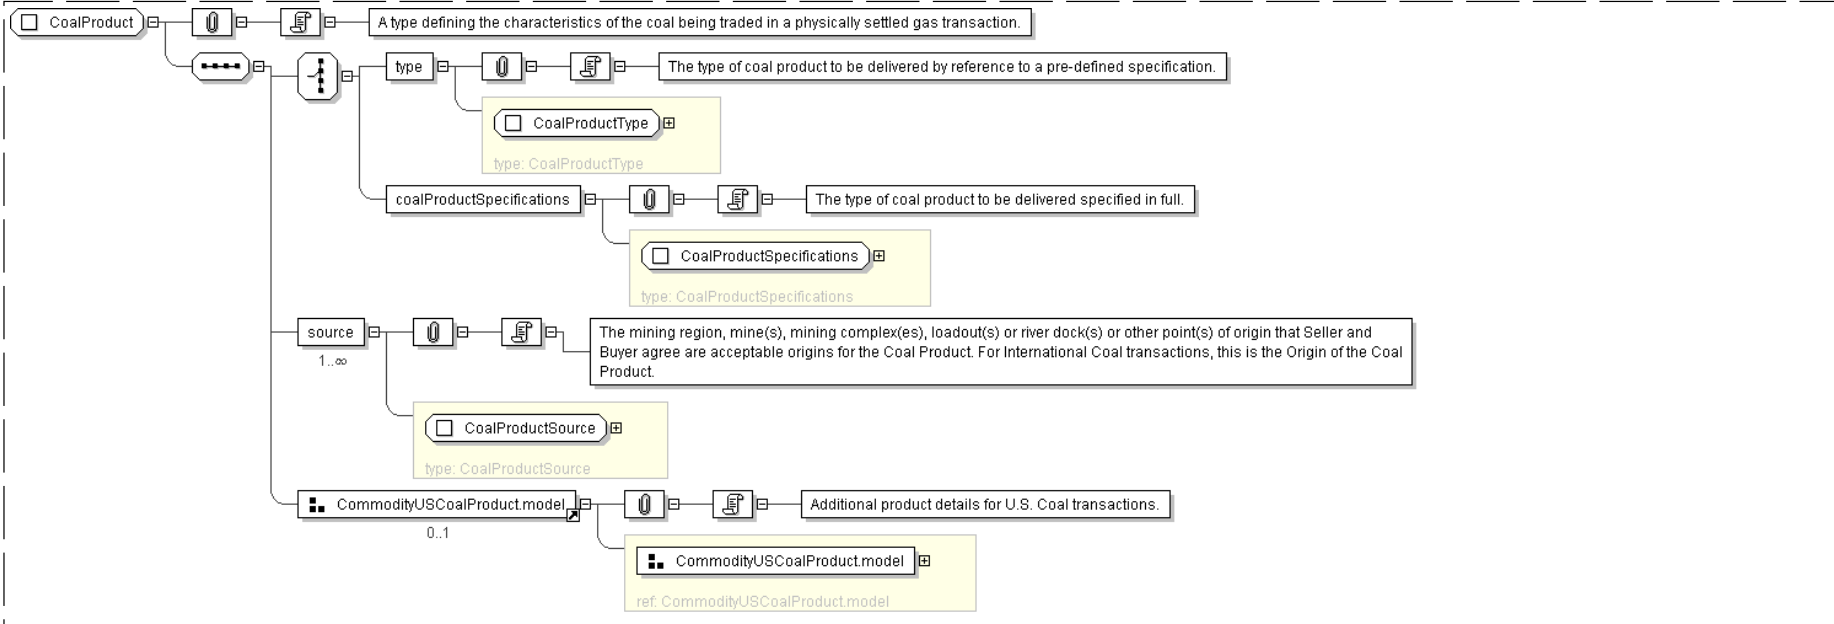 CoalProduct
A type defining the characteristics of the coal being traded in a physically settled gas transaction.
type
The type of coal product to be delivered by reference to a pre-defined specification.
CoalProductType
type: CoalProductType
coalProductSpecifications
The type of coal product to be delivered specified in full.
CoalProductSpecifications
type: CoalProductSpecifications
source
1..∞
The mining region, mine(s), mining complex(es), loadout(s) or river dock(s) or other point(s) of origin that Seller and
Buyer agree are acceptable origins for the Coal Product. For International Coal transactions, this is the Origin of the Coal
Product.
CoalProductSource
type: CoalProductSource
CommodityUSCoalProduct.model
0..1
Additional product details for U.S. Coal transactions.
CommodityUSCoalProduct.model
ref: CommodityUSCoalProduct.model